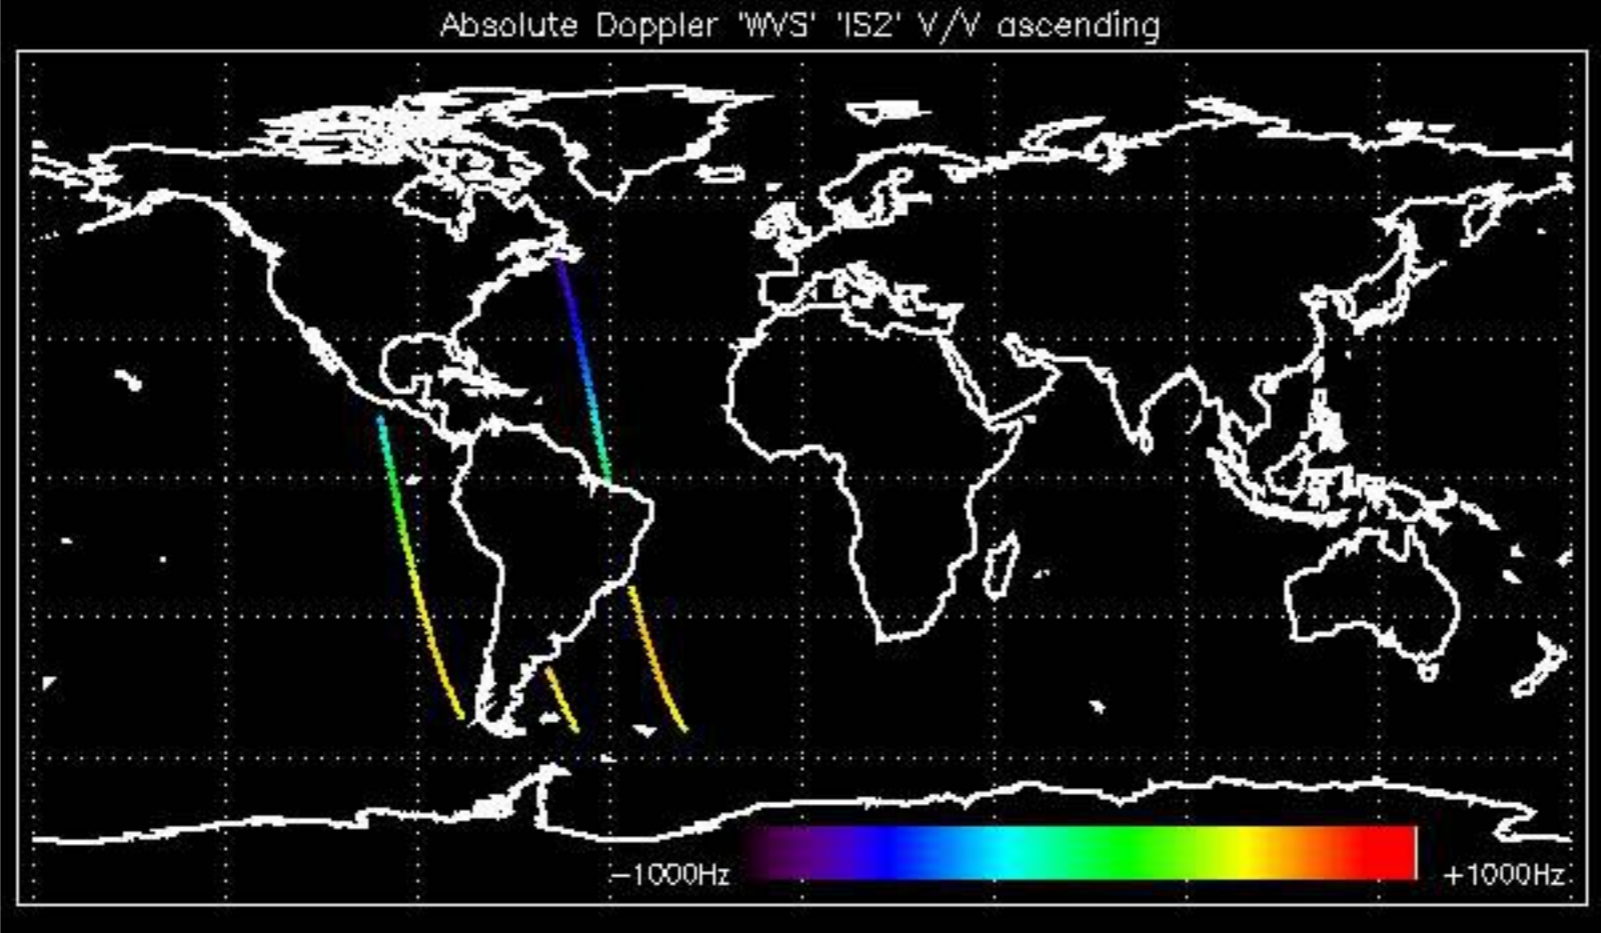 Absolute Doppler 'WVS' 'IS2' V/V ascending
-1000Hz +1000Hz